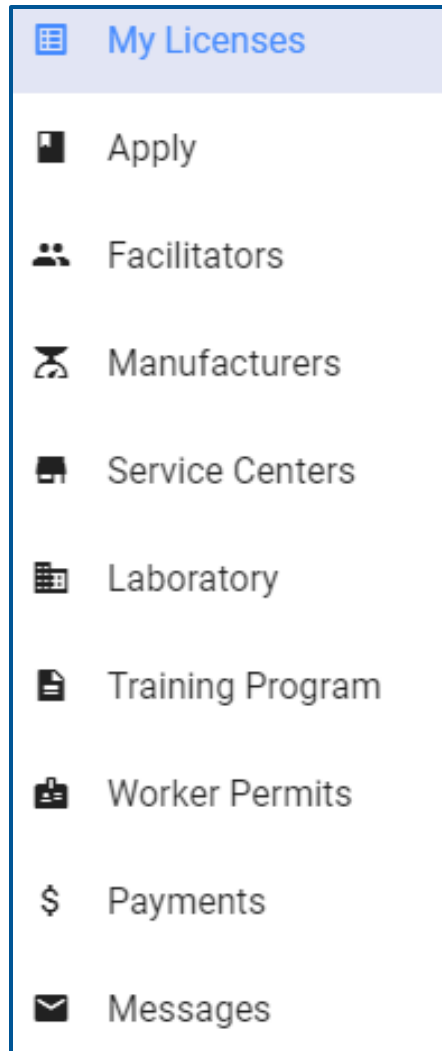 My Licenses
Apply
Facilitators
Manufacturers
Service Centers
Laboratory
Training Program
Worker Permits
$ Payments
Messages